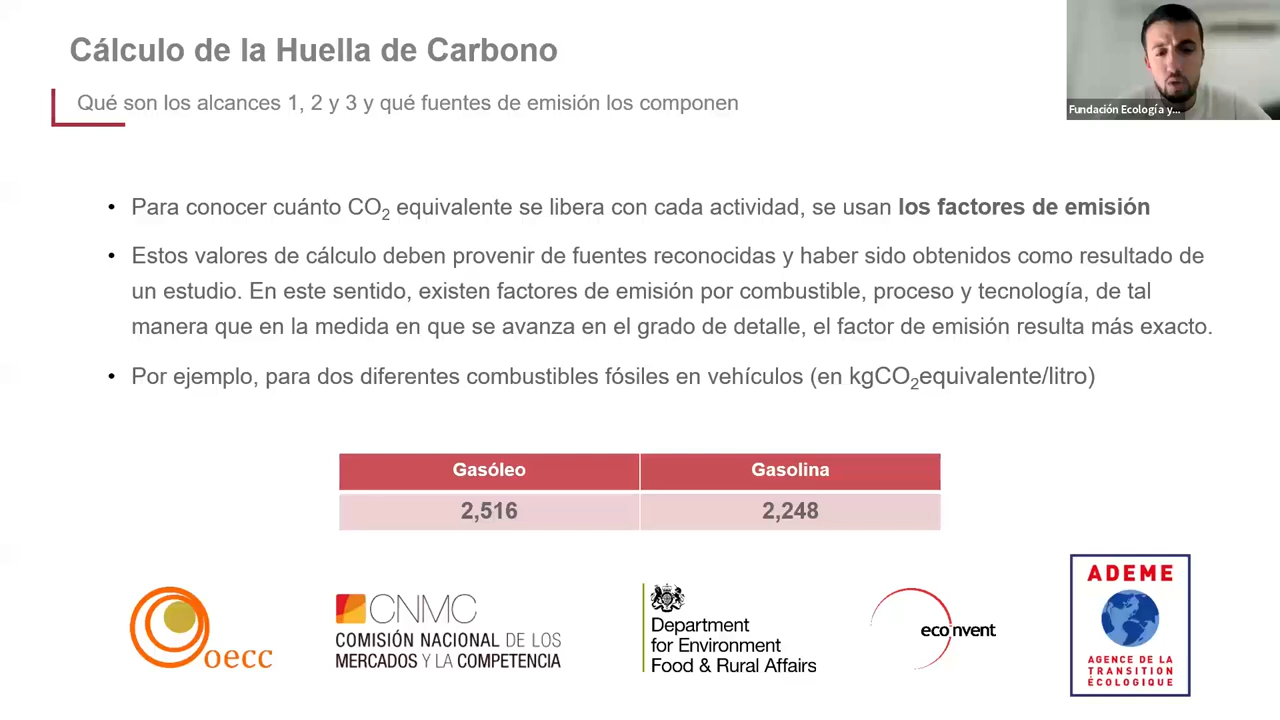 Cálculo de la Huella de Carbono
Qué son los alcances 1, 2 y 3 y qué fuentes de emisión los componen
Fundación Ecología y...
• Para conocer cuánto CO₂ equivalente se libera con cada actividad, se usan los factores de emisión
• Estos valores de cálculo deben provenir de fuentes reconocidas y haber sido obtenidos como resultado de
un estudio. En este sentido, existen factores de emisión por combustible, proceso y tecnología, de tal
manera que en la medida en que se avanza en el grado de detalle, el factor de emisión resulta más exacto.
• Por ejemplo, para dos diferentes combustibles fósiles en vehículos (en kgCO₂equivalente/litro)
Gasóleo Gasolina
2,516 2,248
oecc
CNMC
COMISIÓN NACIONAL DE LOS
MERCADOS Y LA COMPETENCIA
Department
for Environment
Food & Rural Affairs
ecoinvent
ADEME
AGENCE DE LA
TRANSITION
ÉCOLOGIQUE